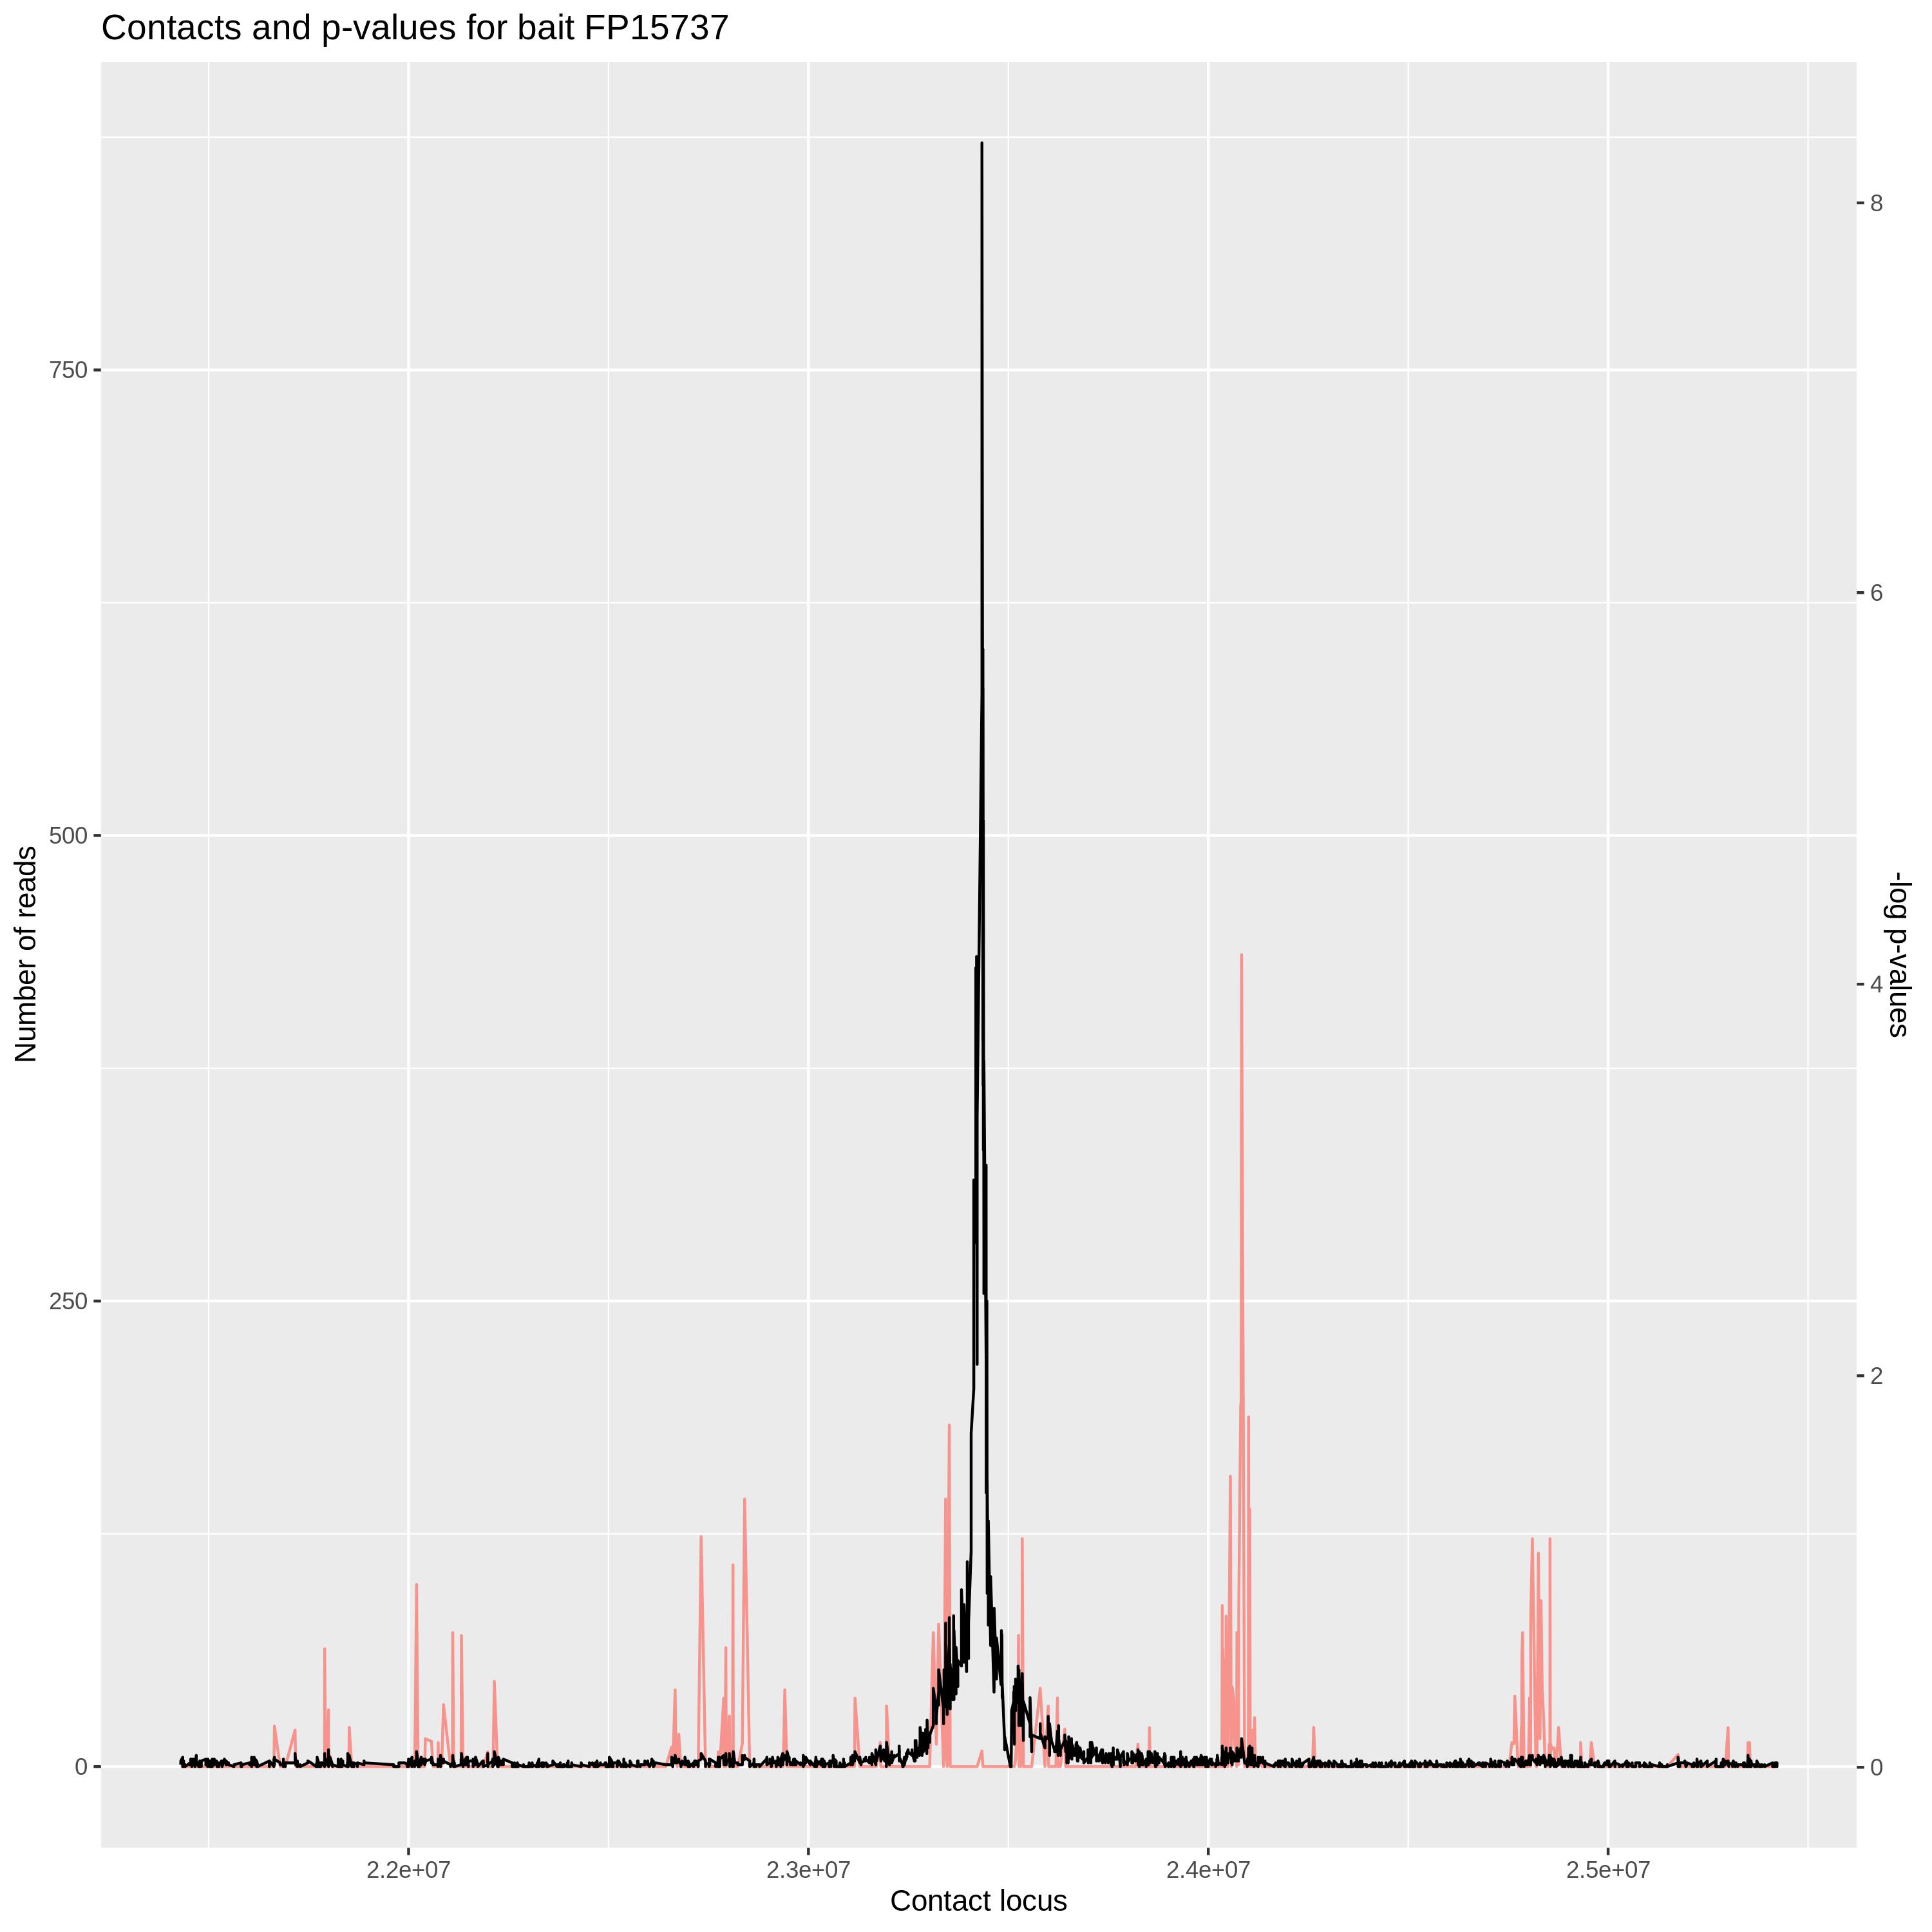 Contacts and p-values for bait FP15737
750
500
250
0
Number of reads
8
6
4
2
0
-log p-values
2.2e+07
2.3e+07
2.4e+07
2.5e+07
Contact locus